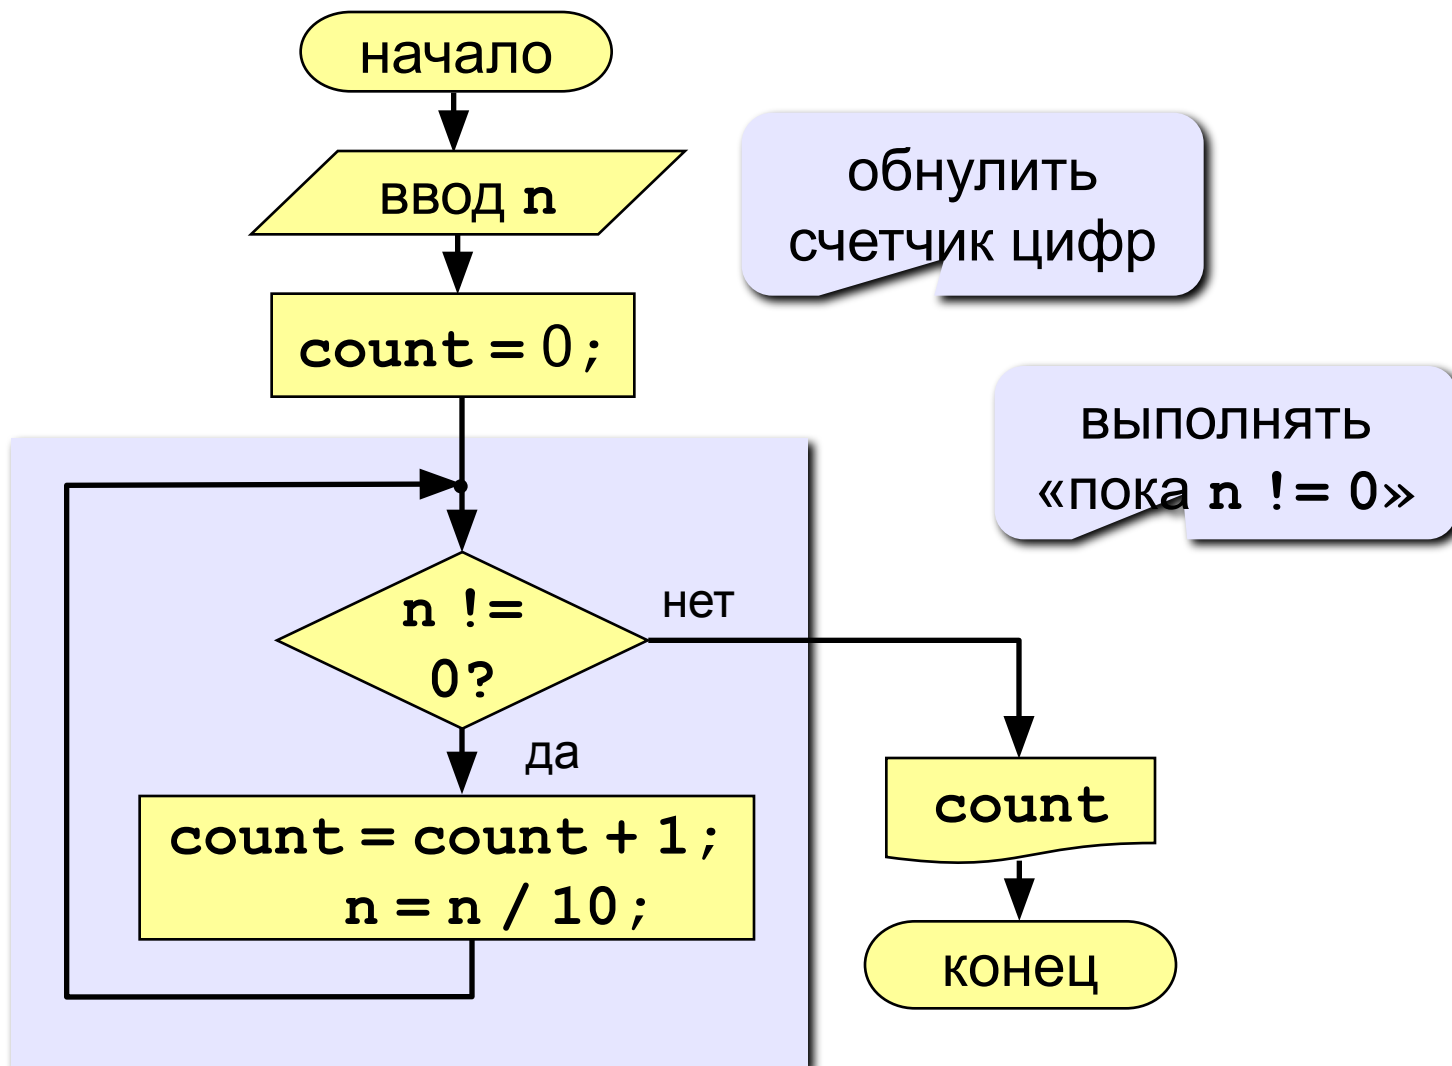 начало
ввод n
обнулить
счетчик цифр
count = 0;
выполнять
«пока n != 0»
n !=
0?
нет
да
count = count + 1;
n = n / 10;
count
конец